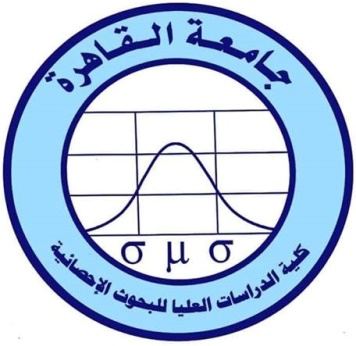 جامعة القاهرة
σ μ σ
كلية الدراسات العليا للبحوث الإحصائية